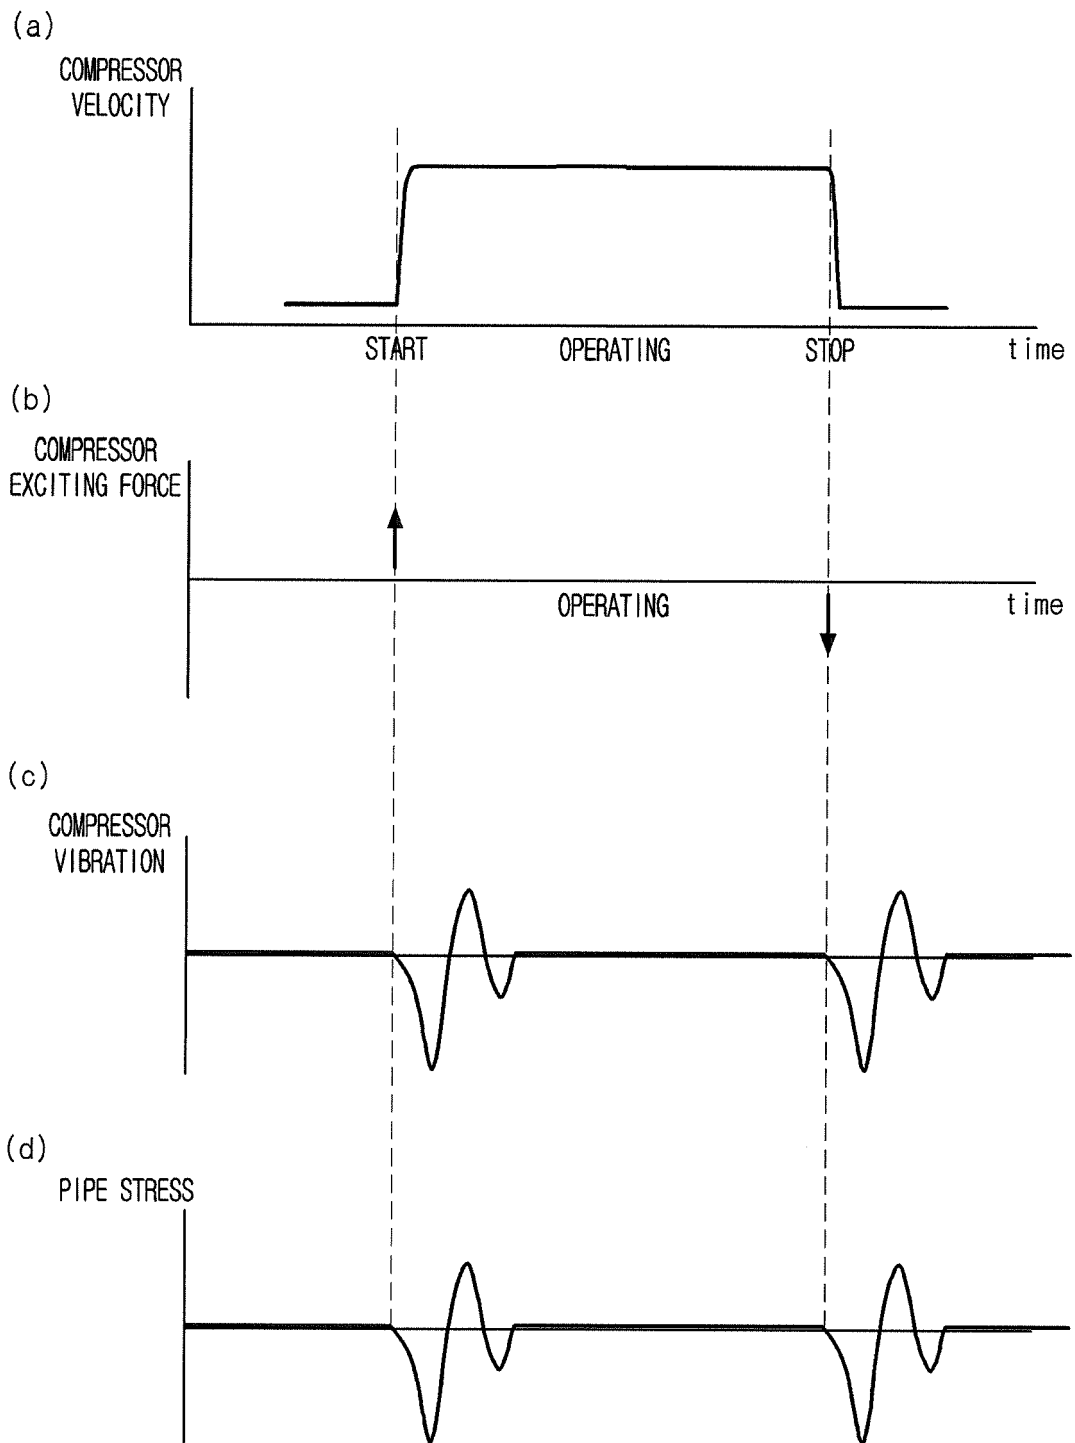 (a)
COMPRESSOR
VELOCITY
START OPERATING STOP time
(b)
COMPRESSOR
EXCITING FORCE
OPERATING time
(c)
COMPRESSOR
VIBRATION
(d)
PIPE STRESS